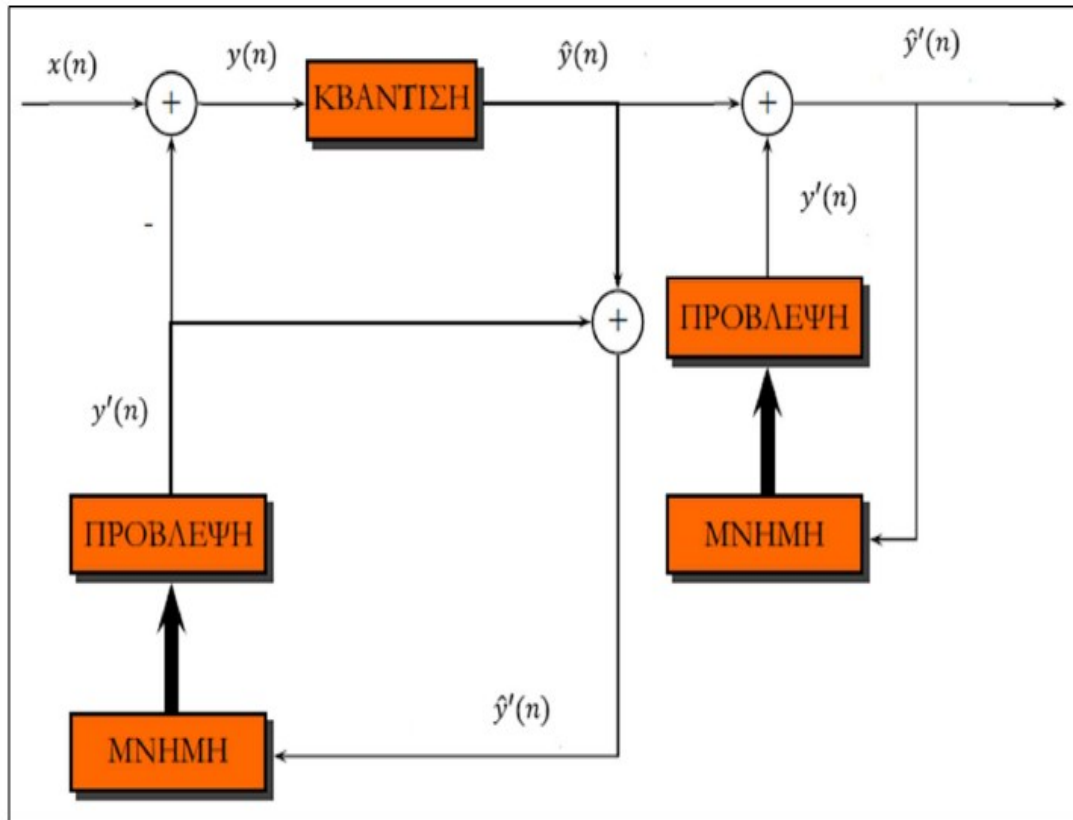 x(n)
y(n)
ΚΒΑΝΤΙΣΗ
ŷ(n)
ŷ′(n)
+
+
-
y′(n)
+
ΠΡΟΒΛΕΨΗ
y′(n)
ΠΡΟΒΛΕΨΗ
ΜΝΗΜΗ
ŷ′(n)
ΜΝΗΜΗ